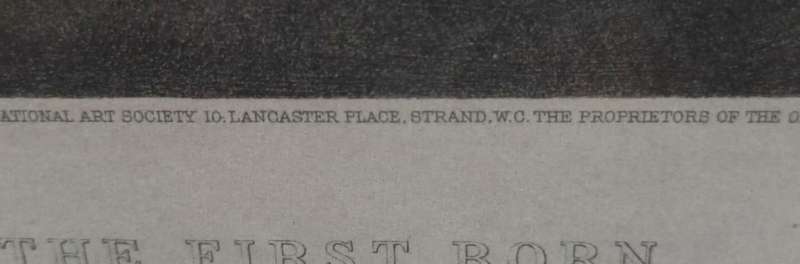 ATIONAL ART SOCIETY 10, LANCASTER PLACE, STRAND, W.C. THE PROPRIETORS OF THE
THE FIRST BORN